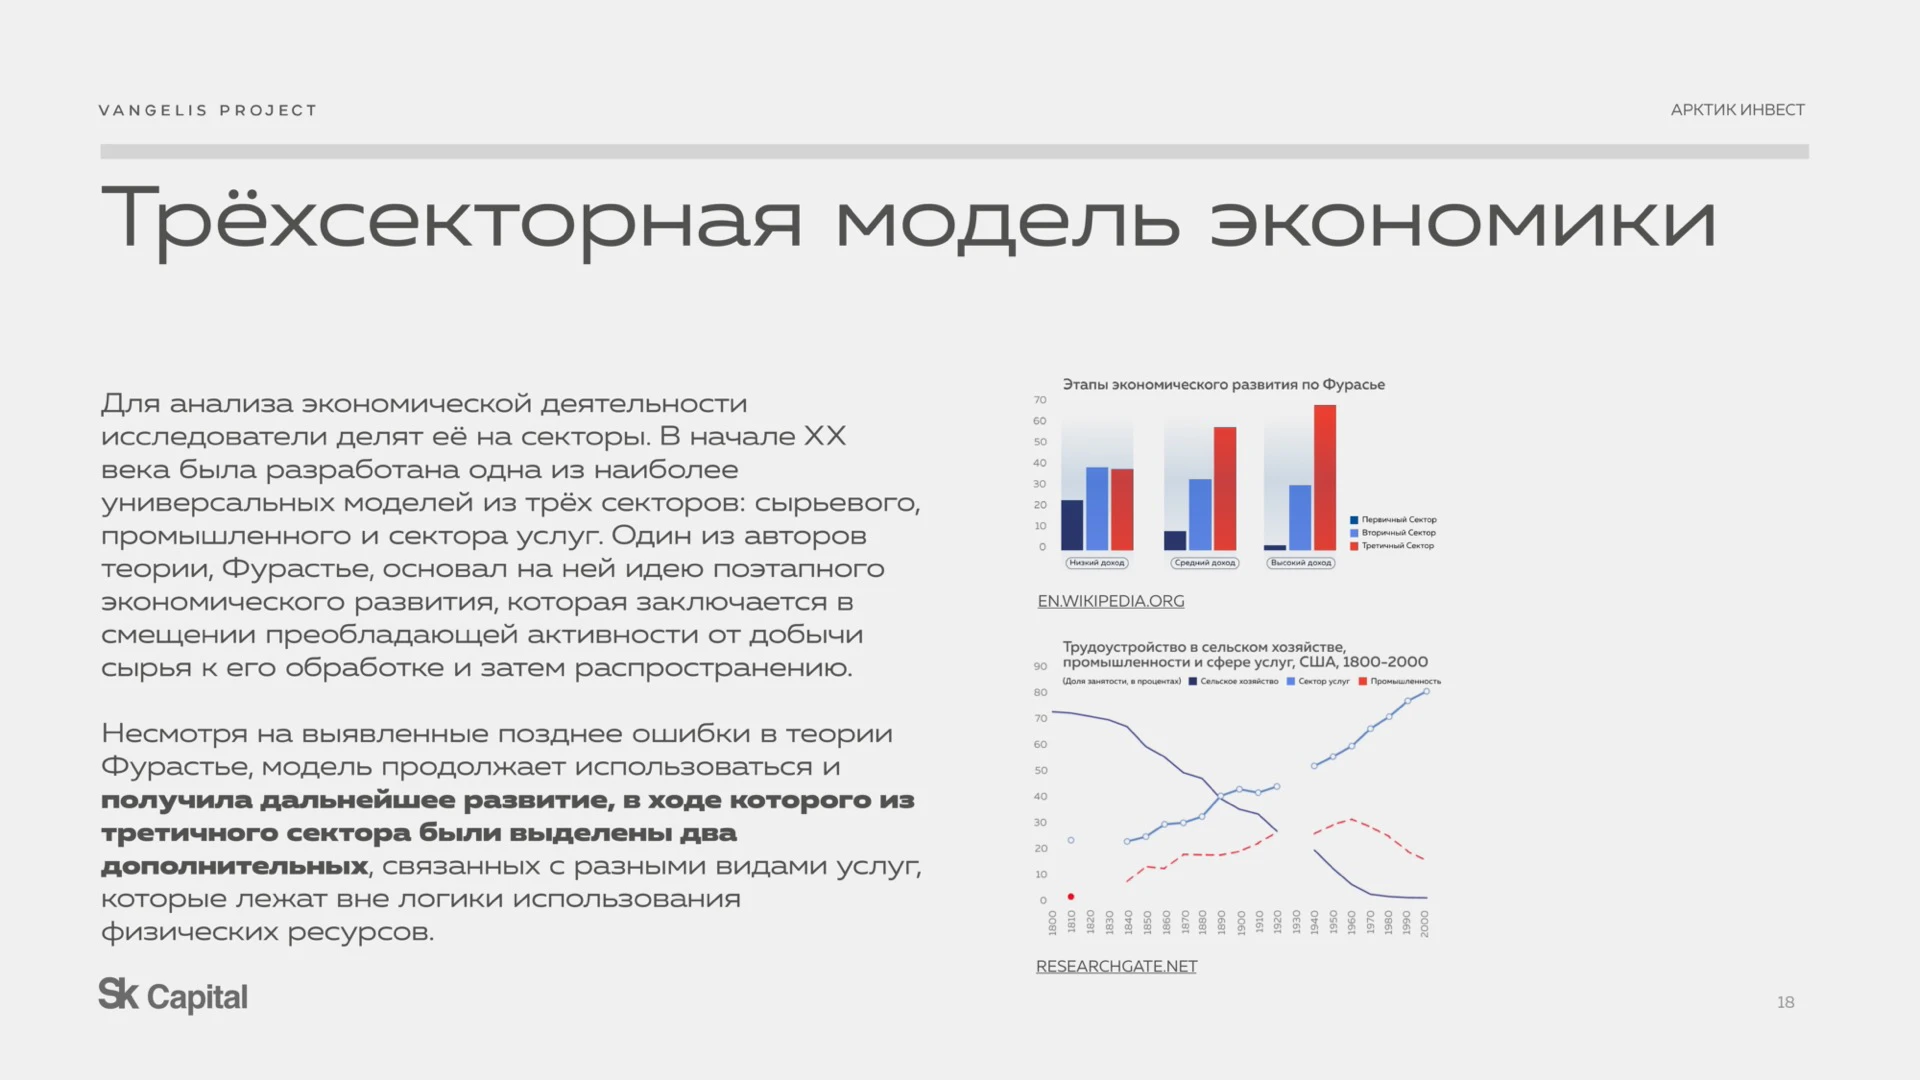 VANGELIS PROJECT
АРКТИК ИНВЕСТ
Трёхсекторная модель экономики
Для анализа экономической деятельности
исследователи делят её на секторы. В начале XX
века была разработана одна из наиболее
универсальных моделей из трёх секторов: сырьевого,
промышленного и сектора услуг. Один из авторов
теории, Фурастье, основал на ней идею поэтапного
экономического развития, которая заключается в
смещении преобладающей активности от добычи
сырья к его обработке и затем распространению.
Несмотря на выявленные позднее ошибки в теории
Фурастье, модель продолжает использоваться и
получила дальнейшее развитие, в ходе которого из
третичного сектора были выделены два
дополнительных, связанных с разными видами услуг,
которые лежат вне логики использования
физических ресурсов.
Этапы экономического развития по Фурасье
70
60
50
40
30
20
10
0
Первичный Сектор
Вторичный Сектор
Третичный Сектор
Низкий доход
Средний доход
Высокий доход
EN.WIKIPEDIA.ORG
Трудоустройство в сельском хозяйстве,
промышленности и сфере услуг, США, 1800-2000
(Доля занятости, в процентах) Сельское хозяйство Сектор услуг Промышленность
90
80
70
60
50
40
30
20
10
0
1800 1810 1820 1830 1840 1850 1860 1870 1880 1890 1900 1910 1920 1930 1940 1950 1960 1970 1980 1990 2000
RESEARCHGATE.NET
Sk Capital
18